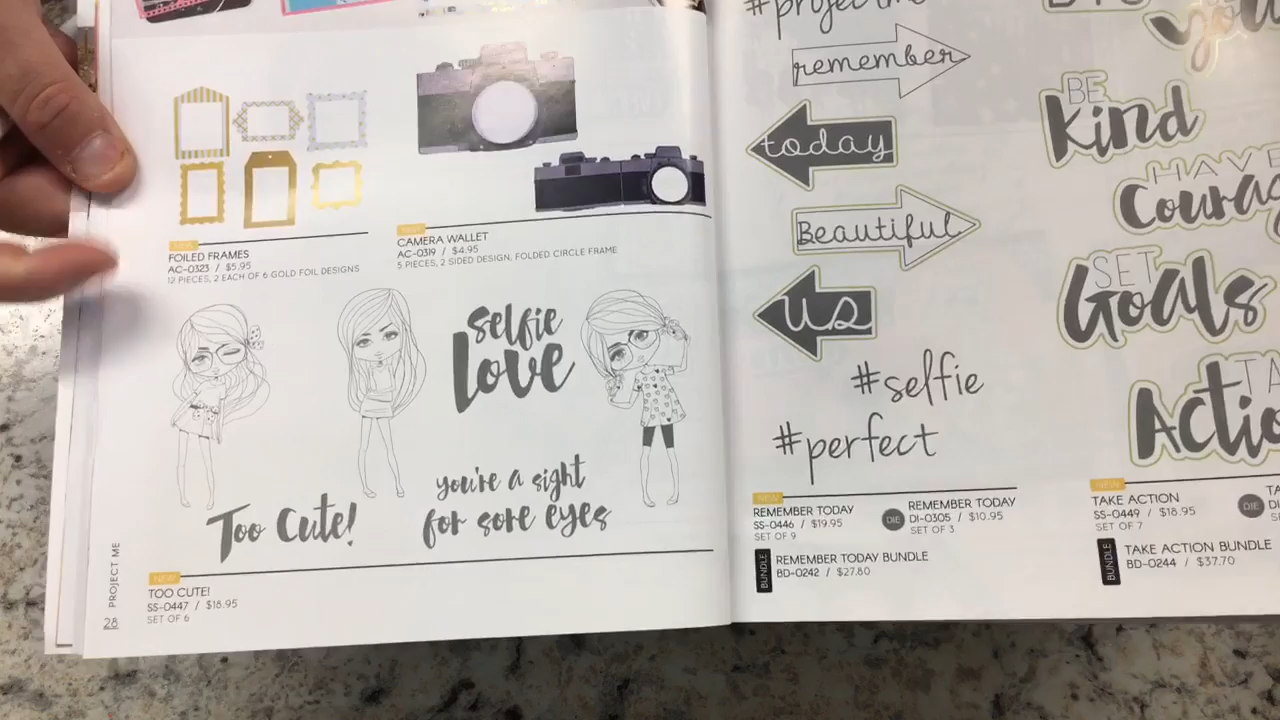 NEW
FOILED FRAMES
AC-0323 / $5.95
12 PIECES, 2 EACH OF 6 GOLD FOIL DESIGNS
NEW
CAMERA WALLET
AC-0319 / $4.95
5 PIECES, 2 SIDED DESIGN, FOLDED CIRCLE FRAME
selfie
Love
Too Cute!
you're a sight
for sore eyes
NEW
TOO CUTE!
SS-0447 / $18.95
SET OF 6
28
PROJECT ME
remember
today
Beautiful
us
#selfie
#perfect
NEW
REMEMBER TODAY
SS-0446 / $19.95
SET OF 9
DIE
REMEMBER TODAY
DI-0305 / $10.95
SET OF 3
BUNDLE
REMEMBER TODAY BUNDLE
BD-0242 / $27.80
BE
Kind
HAVE
SET
Goals
NEW
TAKE ACTION
SS-0449 / $18.95
SET OF 7
DIE
BUNDLE
TAKE ACTION BUNDLE
BD-0244 / $37.70